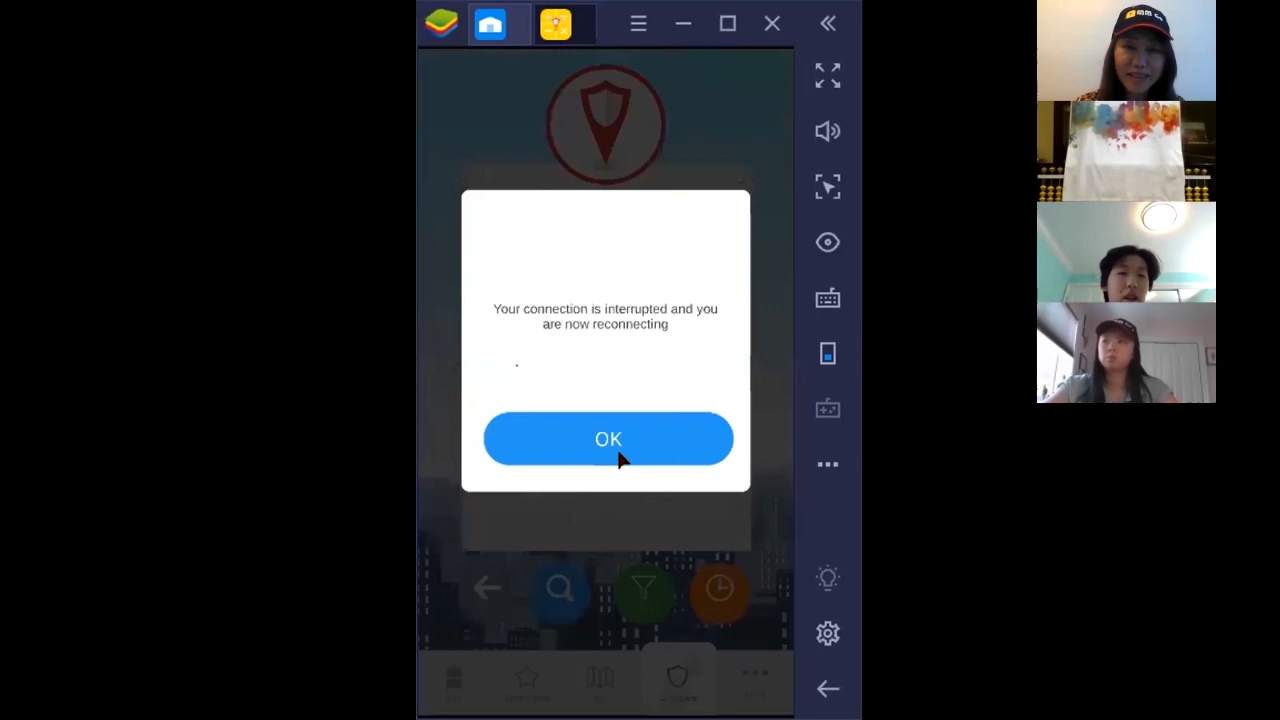 Your connection is interrupted and you
are now reconnecting
OK